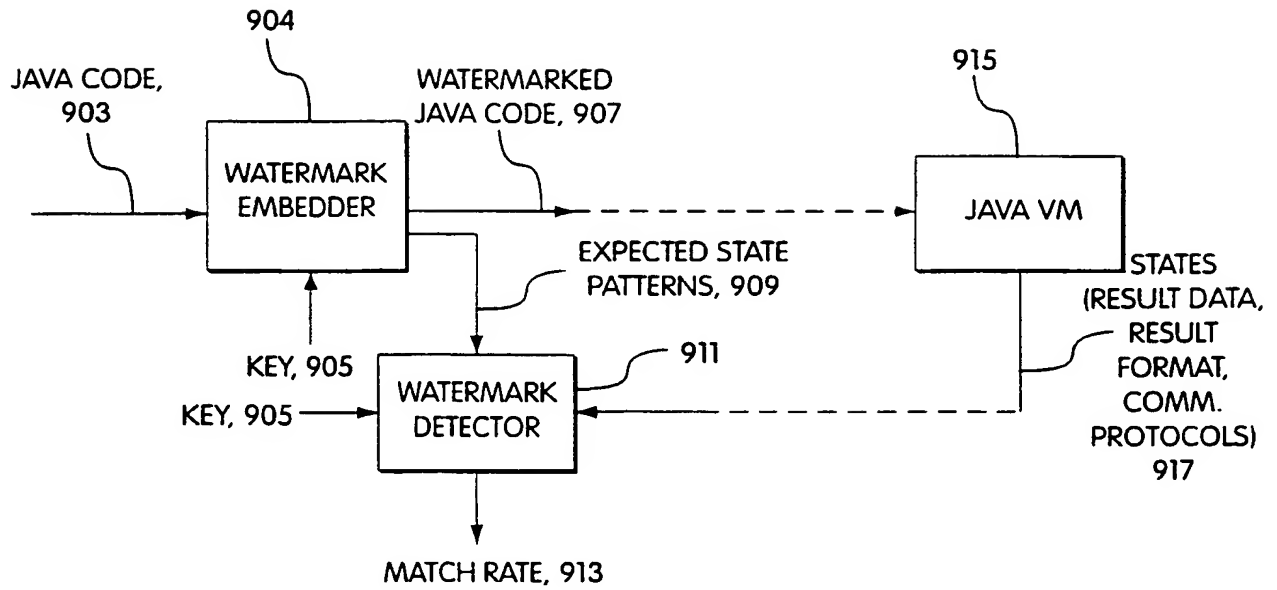 904
JAVA CODE,
903
WATERMARKED
JAVA CODE, 907
915
WATERMARK
EMBEDDER
JAVA VM
EXPECTED STATE
PATTERNS, 909
STATES
(RESULT DATA,
RESULT
FORMAT,
COMM.
PROTOCOLS)
917
KEY, 905
911
KEY, 905
WATERMARK
DETECTOR
MATCH RATE, 913